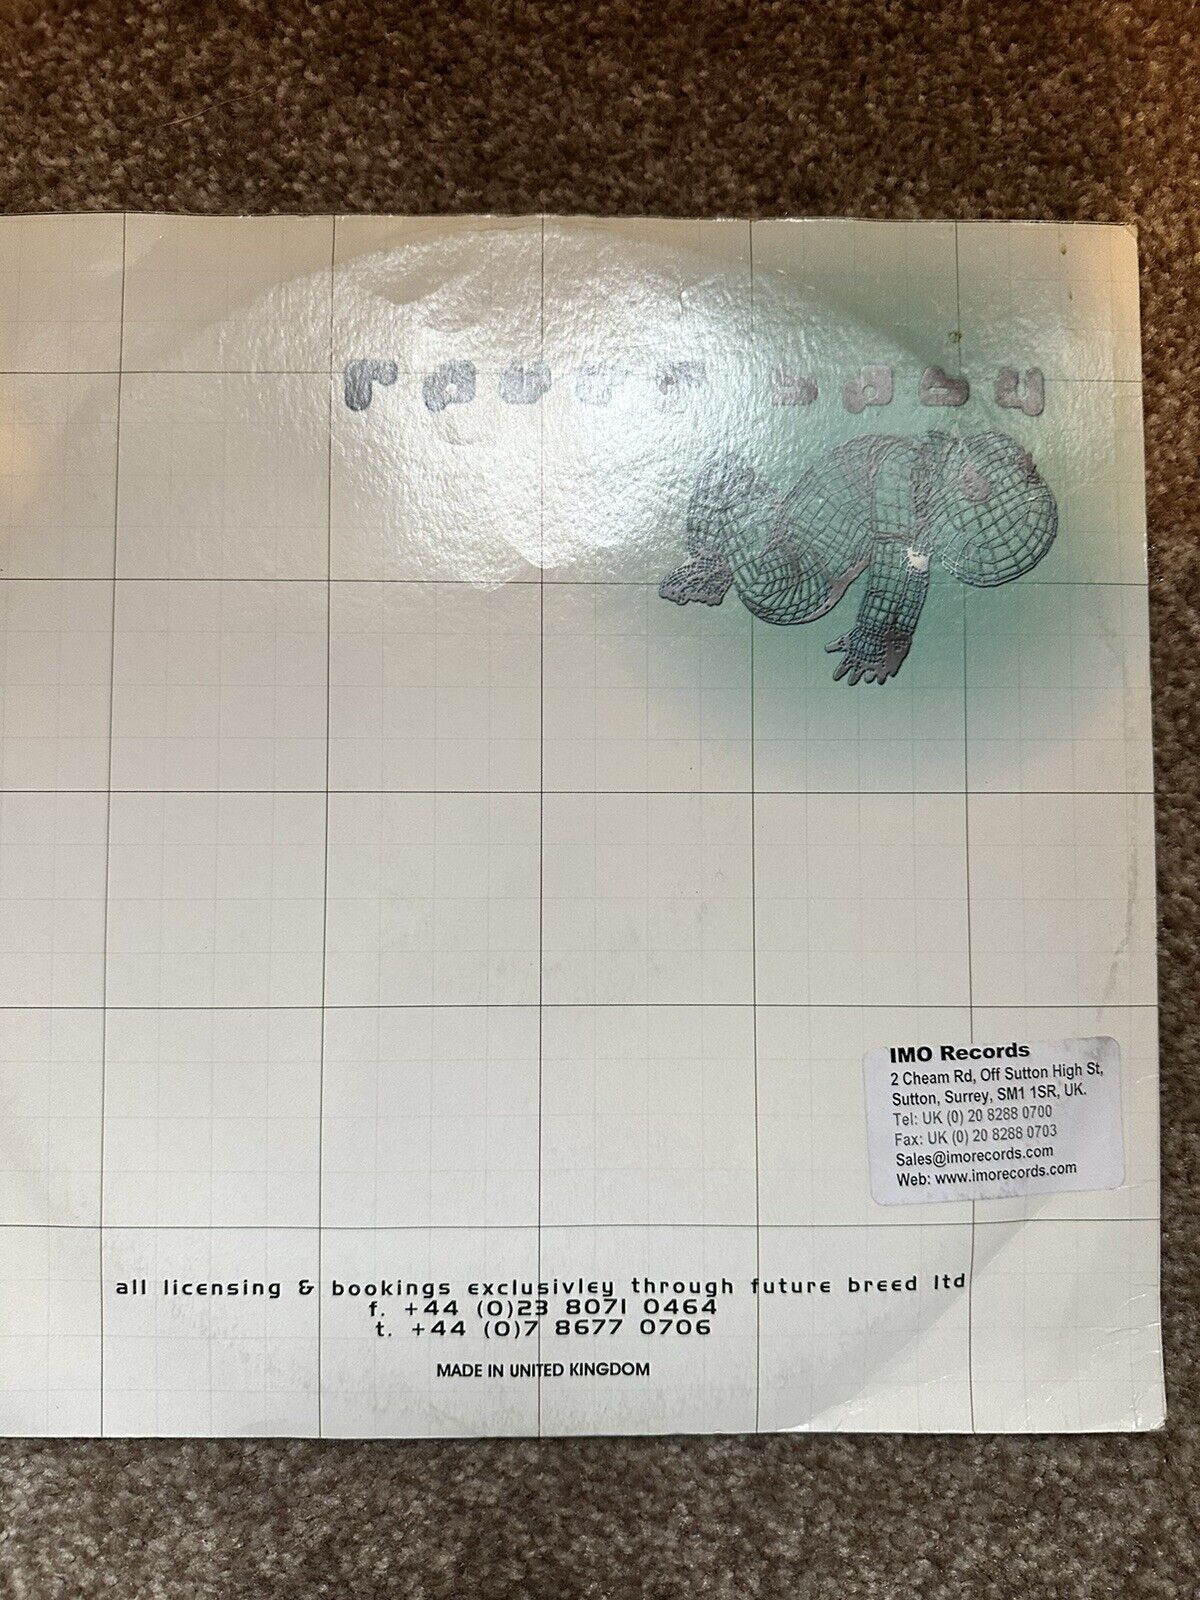 IMO Records
2 Cheam Rd, Off Sutton High St,
Sutton, Surrey, SM1 1SR, UK.
Tel: UK (0) 20 8288 0700
Fax: UK (0) 20 8288 0703
Sales@imorecords.com
Web: www.imorecords.com
all licensing & bookings exclusivley through future breed ltd
f. +44 (0)23 8071 0464
t. +44 (0)7 8677 0706
MADE IN UNITED KINGDOM